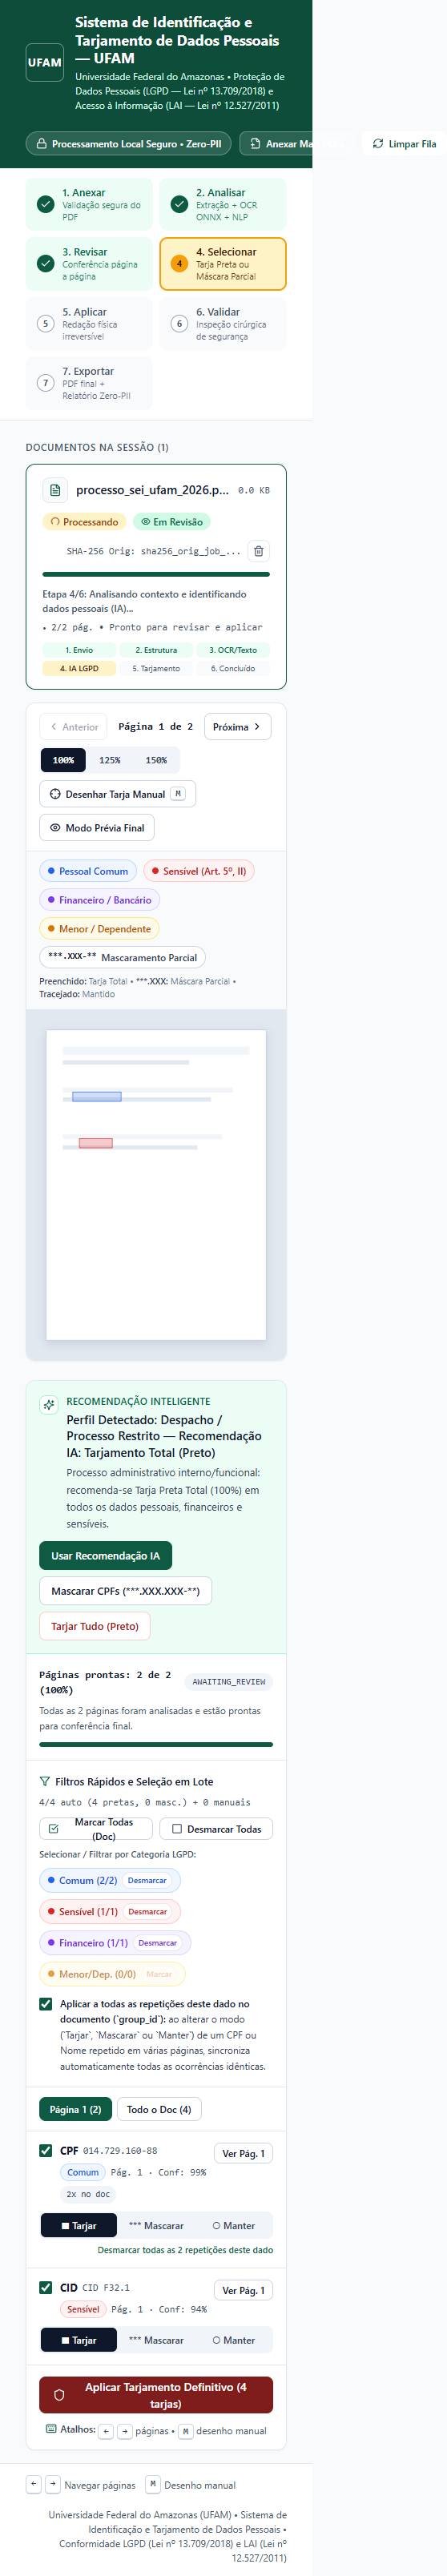 UFAM
Sistema de Identificação e
Tarjamento de Dados Pessoais
— UFAM
Universidade Federal do Amazonas • Proteção de
Dados Pessoais (LGPD — Lei nº 13.709/2018) e
Acesso à Informação (LAI — Lei nº 12.527/2011)
Processamento Local Seguro • Zero-PII
Anexar
Limpar Fila
1. Anexar
Validação segura do
PDF
2. Analisar
Extração + OCR
ONNX + NLP
3. Revisar
Conferência página
a página
4
4. Selecionar
Tarja Preta ou
Máscara Parcial
5
5. Aplicar
Redação física
irreversível
6
6. Validar
Inspeção cirúrgica
de segurança
7
7. Exportar
PDF final +
Relatório Zero-PII
DOCUMENTOS NA SESSÃO (1)
processo_sei_ufam_2026.p... 0.0 KB
Processando Em Revisão
SHA-256 Orig: sha256_orig_job_...
Etapa 4/6: Analisando contexto e identificando
dados pessoais (IA)...
• 2/2 pág. • Pronto para revisar e aplicar
1. Envio 2. Estrutura 3. OCR/Texto
4. IA LGPD 5. Tarjamento 6. Concluído
Anterior Página 1 de 2 Próxima
100% 125% 150%
Desenhar Tarja Manual M
Modo Prévia Final
Pessoal Comum Sensível (Art. 5º, II)
Financeiro / Bancário
Menor / Dependente
***.XXX-** Mascaramento Parcial
Preenchido: Tarja Total • ***.XXX: Máscara Parcial •
Tracejado: Mantido
RECOMENDAÇÃO INTELIGENTE
Perfil Detectado: Despacho /
Processo Restrito — Recomendação
IA: Tarjamento Total (Preto)
Processo administrativo interno/funcional:
recomenda-se Tarja Preta Total (100%) em
todos os dados pessoais, financeiros e
sensíveis.
Usar Recomendação IA
Mascarar CPFs (***.XXX.XXX-**)
Tarjar Tudo (Preto)
Páginas prontas: 2 de 2
(100%)
AWAITING_REVIEW
Todas as 2 páginas foram analisadas e estão prontas
para conferência final.
Filtros Rápidos e Seleção em Lote
4/4 auto (4 pretas, 0 masc.) + 0 manuais
Marcar Todas
(Doc)
Desmarcar Todas
Selecionar / Filtrar por Categoria LGPD:
Comum (2/2) Desmarcar
Sensível (1/1) Desmarcar
Financeiro (1/1) Desmarcar
Menor/Dep. (0/0) Marcar
Aplicar a todas as repetições deste dado no
documento (`group_id`): ao alterar o modo
(`Tarjar`, `Mascarar` ou `Manter`) de um CPF ou
Nome repetido em várias páginas, sincroniza
automaticamente todas as ocorrências idênticas.
Página 1 (2) Todo o Doc (4)
CPF 014.729.160-88 Ver Pág. 1
Comum Pág. 1 · Conf: 99%
2x no doc
■ Tarjar *** Mascarar ○ Manter
Desmarcar todas as 2 repetições deste dado
CID CID F32.1 Ver Pág. 1
Sensível Pág. 1 · Conf: 94%
■ Tarjar *** Mascarar ○ Manter
Aplicar Tarjamento Definitivo (4
tarjas)
Atalhos: ← → páginas • M desenho manual
← → Navegar páginas M Desenho manual
Universidade Federal do Amazonas (UFAM) • Sistema de
Identificação e Tarjamento de Dados Pessoais •
Conformidade LGPD (Lei nº 13.709/2018) e LAI (Lei nº
12.527/2011)